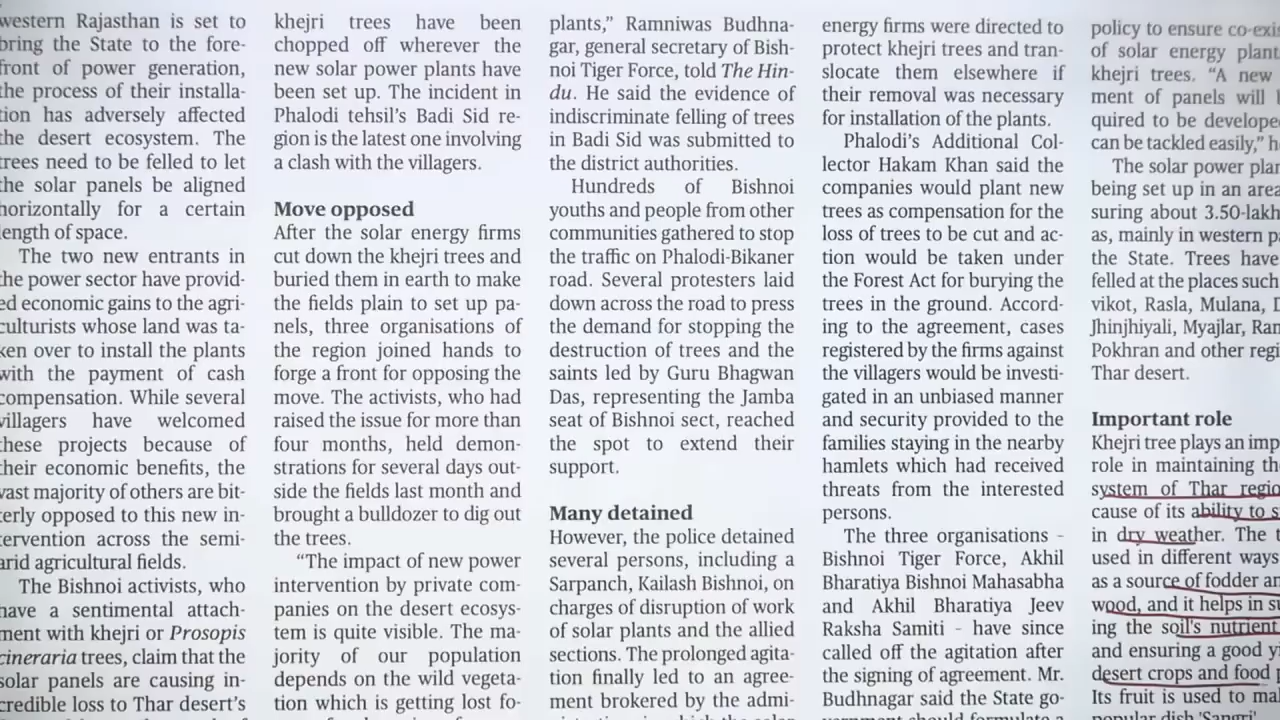 western Rajasthan is set to
bring the State to the fore-
front of power generation,
the process of their installa-
tion has adversely affected
the desert ecosystem. The
trees need to be felled to let
the solar panels be aligned
horizontally for a certain
length of space.
The two new entrants in
the power sector have provid-
ed economic gains to the agri-
culturists whose land was ta-
ken over to install the plants
with the payment of cash
compensation. While several
villagers have welcomed
these projects because of
their economic benefits, the
vast majority of others are bit-
terly opposed to this new in-
tervention across the semi-
arid agricultural fields.
The Bishnoi activists, who
have a sentimental attach-
ment with khejri or Prosopis
cineraria trees, claim that the
solar panels are causing in-
credible loss to Thar desert's
khejri trees have been
chopped off wherever the
new solar power plants have
been set up. The incident in
Phalodi tehsil's Badi Sid re-
gion is the latest one involving
a clash with the villagers.
Move opposed
After the solar energy firms
cut down the khejri trees and
buried them in earth to make
the fields plain to set up pa-
nels, three organisations of
the region joined hands to
forge a front for opposing the
move. The activists, who had
raised the issue for more than
four months, held demon-
strations for several days out-
side the fields last month and
brought a bulldozer to dig out
the trees.
“The impact of new power
intervention by private com-
panies on the desert ecosys-
tem is quite visible. The ma-
jority of our population
depends on the wild vegeta-
tion which is getting lost fo-
plants,” Ramniwas Budhna-
gar, general secretary of Bish-
noi Tiger Force, told The Hin-
du. He said the evidence of
indiscriminate felling of trees
in Badi Sid was submitted to
the district authorities.
Hundreds of Bishnoi
youths and people from other
communities gathered to stop
the traffic on Phalodi-Bikaner
road. Several protesters laid
down across the road to press
the demand for stopping the
destruction of trees and the
saints led by Guru Bhagwan
Das, representing the Jamba
seat of Bishnoi sect, reached
the spot to extend their
support.
Many detained
However, the police detained
several persons, including a
Sarpanch, Kailash Bishnoi, on
charges of disruption of work
of solar plants and the allied
sections. The prolonged agita-
tion finally led to an agree-
ment brokered by the admi-
energy firms were directed to
protect khejri trees and tran-
slocate them elsewhere if
their removal was necessary
for installation of the plants.
Phalodi's Additional Col-
lector Hakam Khan said the
companies would plant new
trees as compensation for the
loss of trees to be cut and ac-
tion would be taken under
the Forest Act for burying the
trees in the ground. Accord-
ing to the agreement, cases
registered by the firms against
the villagers would be investi-
gated in an unbiased manner
and security provided to the
families staying in the nearby
hamlets which had received
threats from the interested
persons.
The three organisations -
Bishnoi Tiger Force, Akhil
Bharatiya Bishnoi Mahasabha
and Akhil Bharatiya Jeev
Raksha Samiti - have since
called off the agitation after
the signing of agreement. Mr.
Budhnagar said the State go-
policy to ensure co-exis
of solar energy plant
khejri trees. “A new
ment of panels will
quired to be develope
can be tackled easily,” h
The solar power plan
being set up in an area
suring about 3.50-lakh
as, mainly in western pa
the State. Trees have
felled at the places such
vikot, Rasla, Mulana, D
Jhinjhiyali, Myajlar, Ram
Pokhran and other regi
Thar desert.
Important role
Khejri tree plays an imp
role in maintaining the
system of Thar regio
cause of its ability to s
in dry weather. The t
used in different ways
as a source of fodder an
wood, and it helps in su
ing the soil's nutrient
and ensuring a good yi
desert crops and food p
Its fruit is used to ma
popular dish 'Sangri'